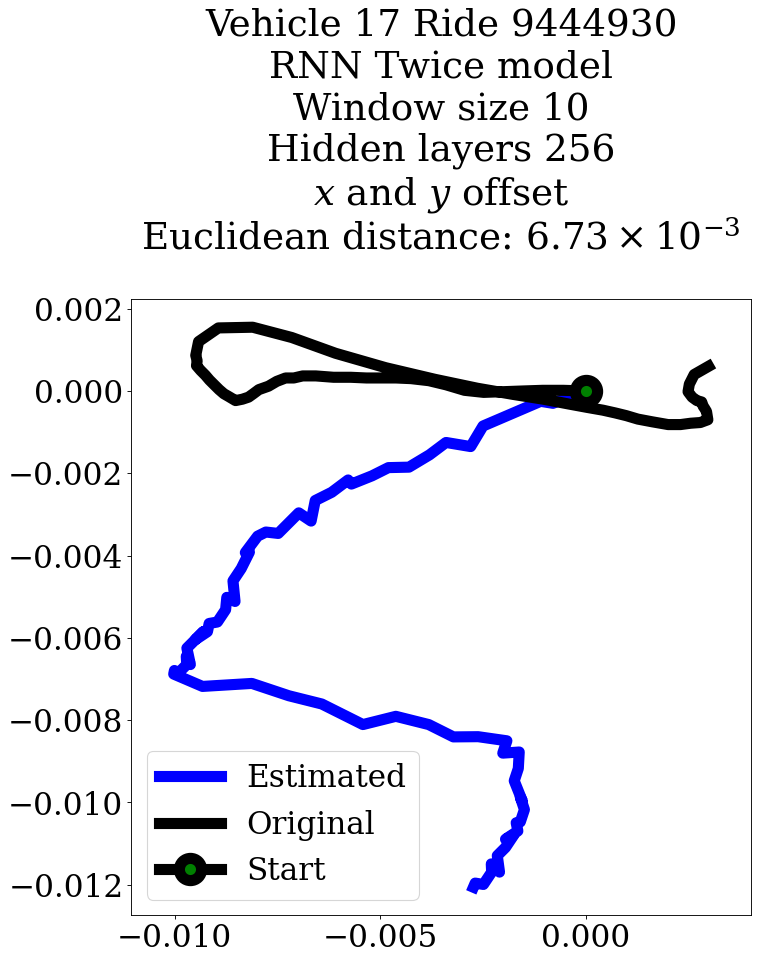 Vehicle 17 Ride 9444930
RNN Twice model
Window size 10
Hidden layers 256
x and y offset
Euclidean distance: 6.73 × 10⁻³
0.002
0.000
−0.002
−0.004
−0.006
−0.008
−0.010
−0.012
Estimated
Original
Start
−0.010 −0.005 0.000